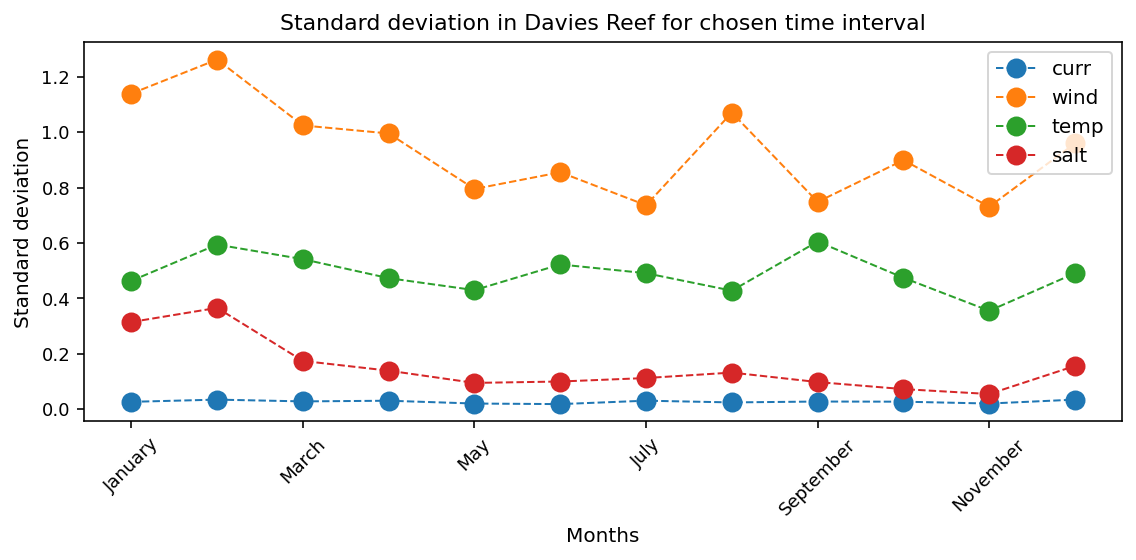 Standard deviation in Davies Reef for chosen time interval
curr
wind
temp
salt
Standard deviation
1.2
1.0
0.8
0.6
0.4
0.2
0.0
January
March
May
July
September
November
Months